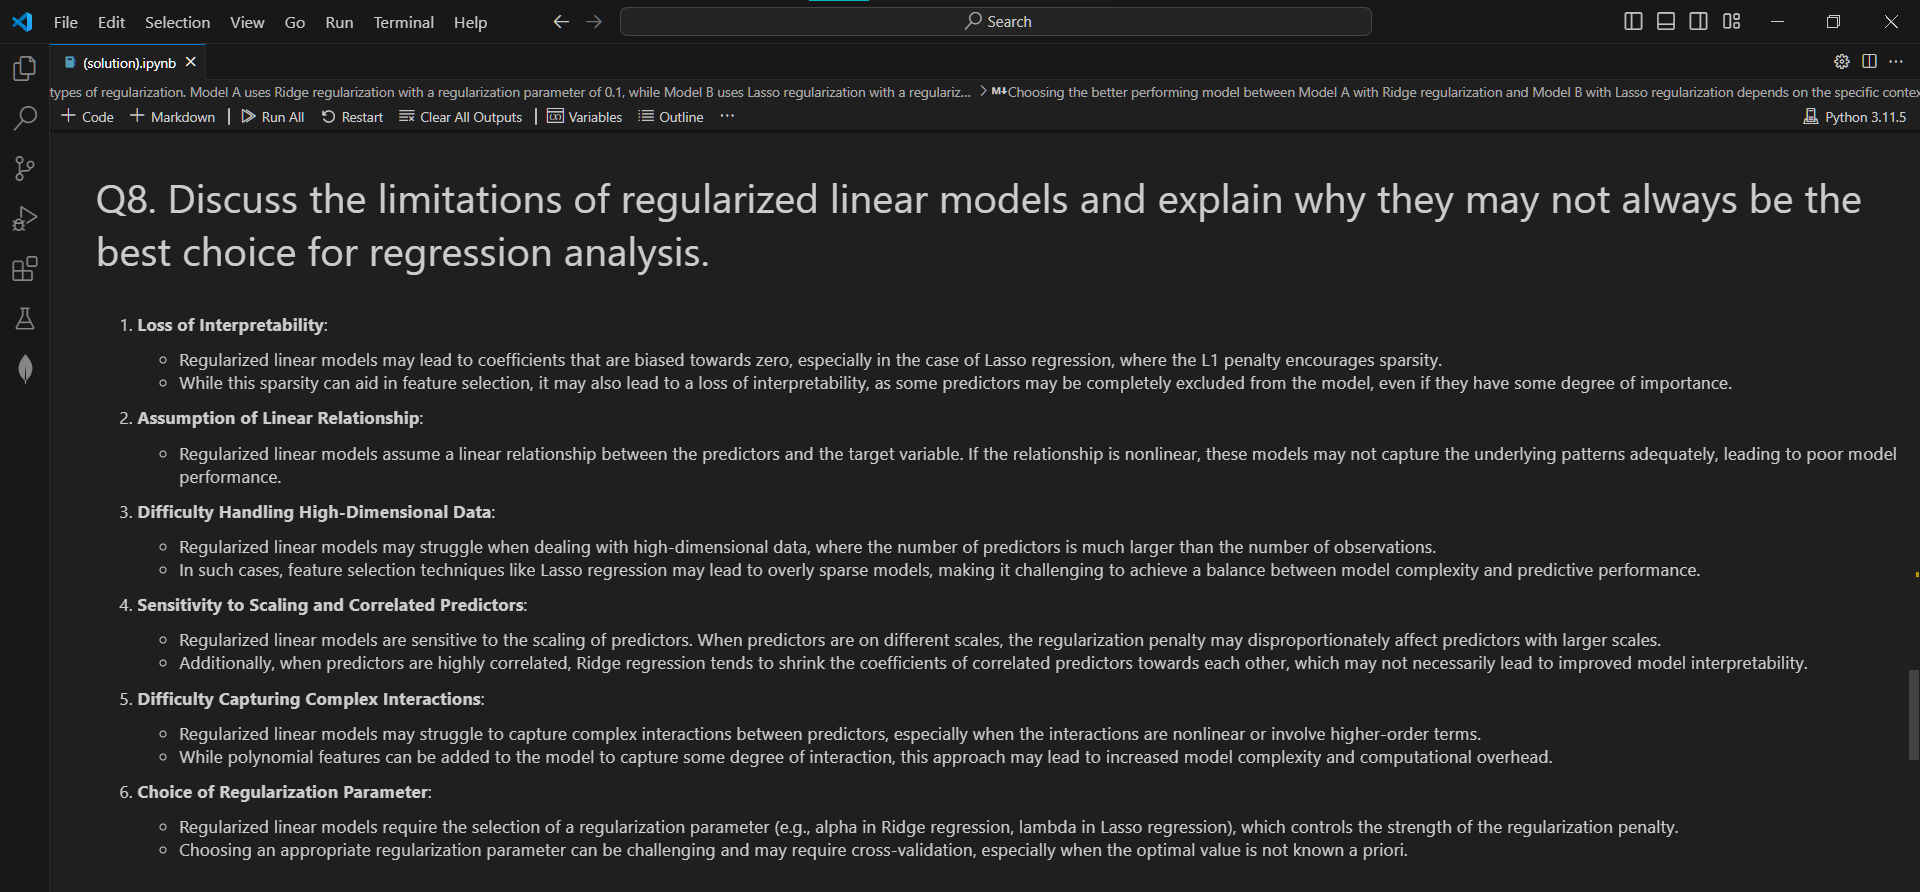 File Edit Selection View Go Run Terminal Help
Search
(solution).ipynb
types of regularization. Model A uses Ridge regularization with a regularization parameter of 0.1, while Model B uses Lasso regularization with a regulariz... > M Choosing the better performing model between Model A with Ridge regularization and Model B with Lasso regularization depends on the specific contex
+ Code + Markdown | Run All Restart Clear All Outputs | Variables Outline ...
Python 3.11.5
Q8. Discuss the limitations of regularized linear models and explain why they may not always be the
best choice for regression analysis.
1. Loss of Interpretability:
Regularized linear models may lead to coefficients that are biased towards zero, especially in the case of Lasso regression, where the L1 penalty encourages sparsity.
While this sparsity can aid in feature selection, it may also lead to a loss of interpretability, as some predictors may be completely excluded from the model, even if they have some degree of importance.
2. Assumption of Linear Relationship:
Regularized linear models assume a linear relationship between the predictors and the target variable. If the relationship is nonlinear, these models may not capture the underlying patterns adequately, leading to poor model
performance.
3. Difficulty Handling High-Dimensional Data:
Regularized linear models may struggle when dealing with high-dimensional data, where the number of predictors is much larger than the number of observations.
In such cases, feature selection techniques like Lasso regression may lead to overly sparse models, making it challenging to achieve a balance between model complexity and predictive performance.
4. Sensitivity to Scaling and Correlated Predictors:
Regularized linear models are sensitive to the scaling of predictors. When predictors are on different scales, the regularization penalty may disproportionately affect predictors with larger scales.
Additionally, when predictors are highly correlated, Ridge regression tends to shrink the coefficients of correlated predictors towards each other, which may not necessarily lead to improved model interpretability.
5. Difficulty Capturing Complex Interactions:
Regularized linear models may struggle to capture complex interactions between predictors, especially when the interactions are nonlinear or involve higher-order terms.
While polynomial features can be added to the model to capture some degree of interaction, this approach may lead to increased model complexity and computational overhead.
6. Choice of Regularization Parameter:
Regularized linear models require the selection of a regularization parameter (e.g., alpha in Ridge regression, lambda in Lasso regression), which controls the strength of the regularization penalty.
Choosing an appropriate regularization parameter can be challenging and may require cross-validation, especially when the optimal value is not known a priori.